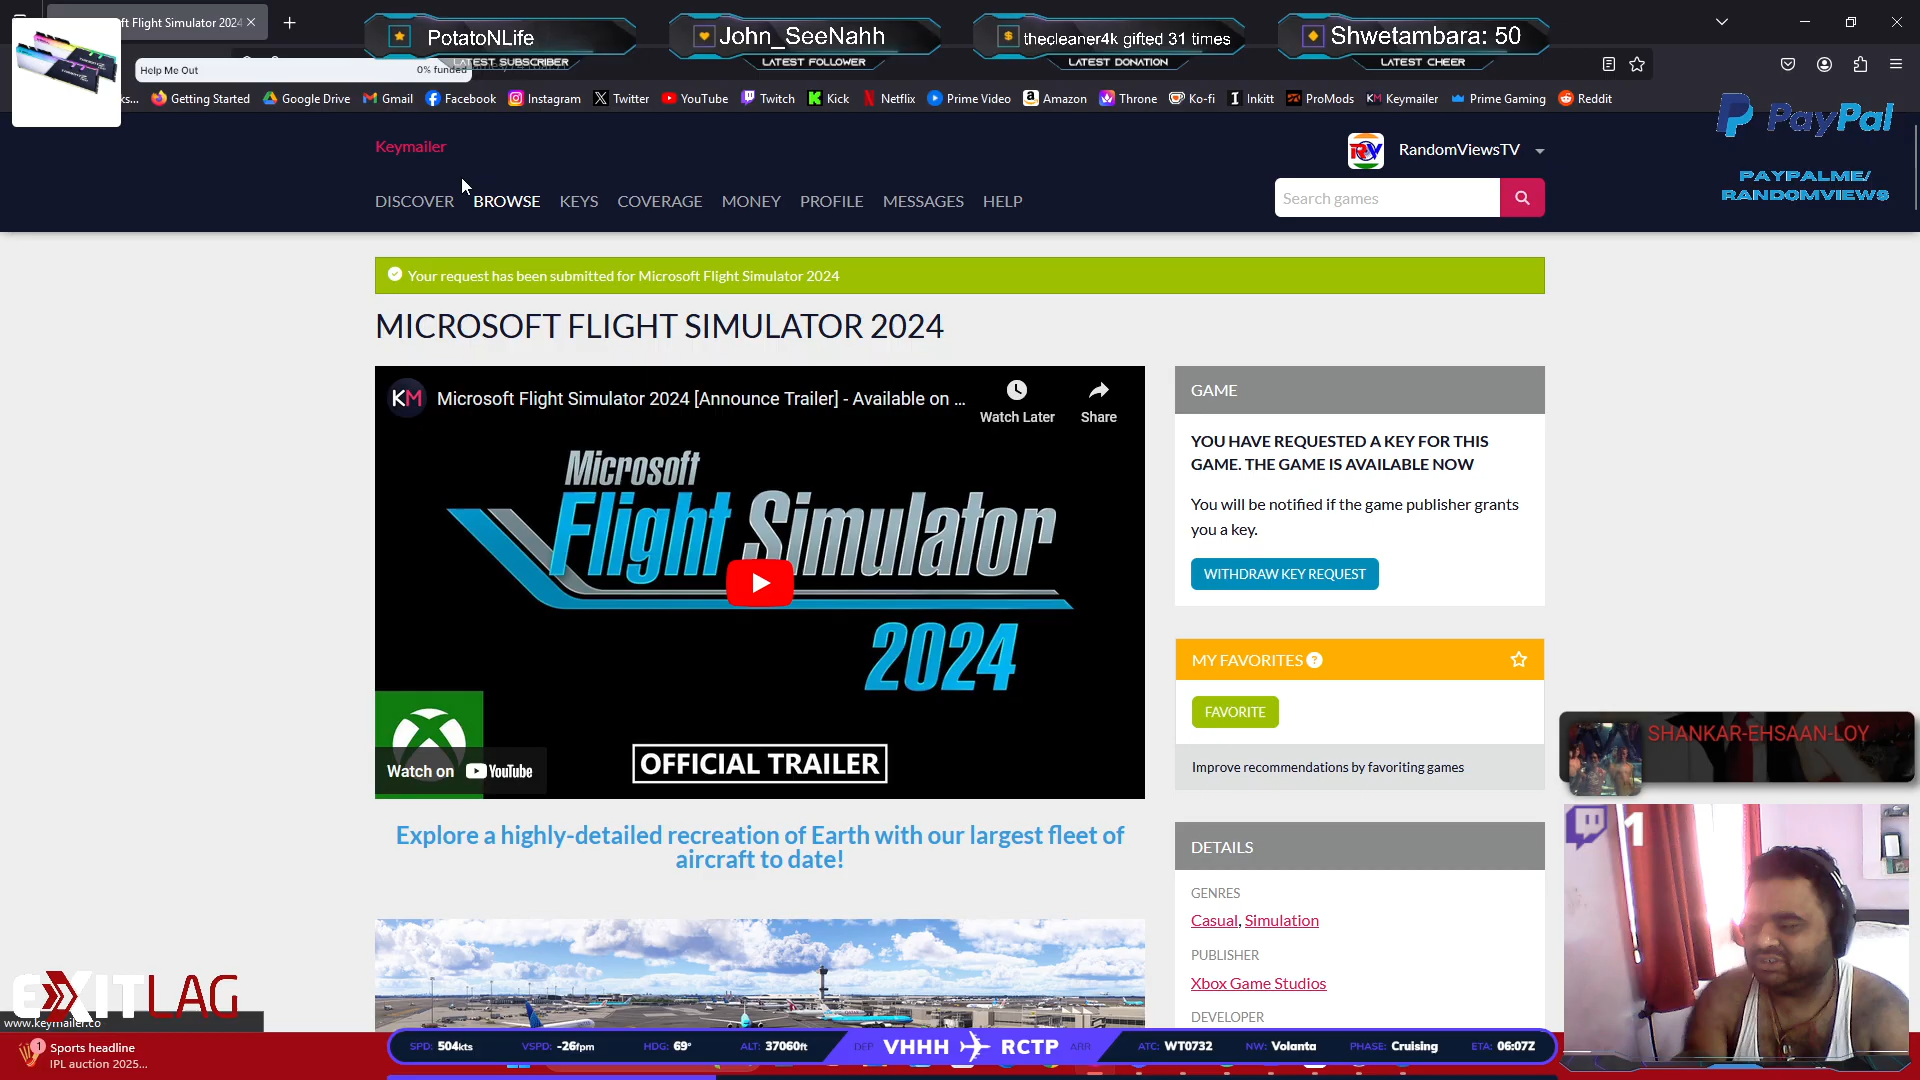 ft Flight Simulator 2024
PotatoNLife
LATEST SUBSCRIBER
John_SeeNahh
LATEST FOLLOWER
thecleaner4k gifted 31 times
LATEST DONATION
Shwetambara: 50
LATEST CHEER
Help Me Out
0% funded
ks...
Getting Started
Google Drive
Gmail
Facebook
Instagram
Twitter
YouTube
Twitch
Kick
Netflix
Prime Video
Amazon
Throne
Ko-fi
Inkitt
ProMods
Keymailer
Prime Gaming
Reddit
PayPal
PAYPALME/
RANDOMVIEWS
Keymailer
RandomViewsTV
DISCOVER
BROWSE
KEYS
COVERAGE
MONEY
PROFILE
MESSAGES
HELP
Search games
Your request has been submitted for Microsoft Flight Simulator 2024
MICROSOFT FLIGHT SIMULATOR 2024
KM
Microsoft Flight Simulator 2024 [Announce Trailer] - Available on ...
Watch Later
Share
Microsoft
Flight Simulator
2024
OFFICIAL TRAILER
Watch on YouTube
GAME
YOU HAVE REQUESTED A KEY FOR THIS
GAME. THE GAME IS AVAILABLE NOW
You will be notified if the game publisher grants
you a key.
WITHDRAW KEY REQUEST
MY FAVORITES ?
FAVORITE
Improve recommendations by favoriting games
Explore a highly-detailed recreation of Earth with our largest fleet of
aircraft to date!
DETAILS
GENRES
Casual, Simulation
PUBLISHER
Xbox Game Studios
DEVELOPER
SHANKAR-EHSAAN-LOY
1
EXITLAG
www.keymailer.co
1
Sports headline
IPL auction 2025...
SPD: 504kts
VSPD: -26fpm
HDG: 69°
ALT: 37060ft
DEP VHHH RCTP ARR
ATC: WT0732
NW: Volanta
PHASE: Cruising
ETA: 06:07Z